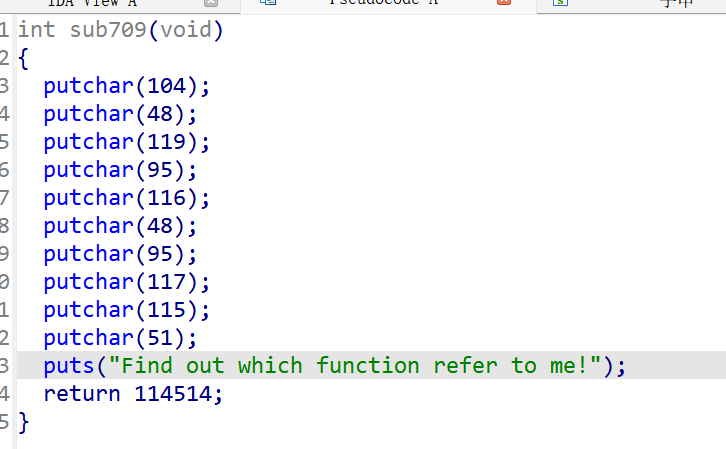 IDA View-A Pseudocode-A 字串
1 int sub709(void)
2 {
3 putchar(104);
4 putchar(48);
5 putchar(119);
6 putchar(95);
7 putchar(116);
8 putchar(48);
9 putchar(95);
0 putchar(117);
1 putchar(115);
2 putchar(51);
3 puts("Find out which function refer to me!");
4 return 114514;
5 }